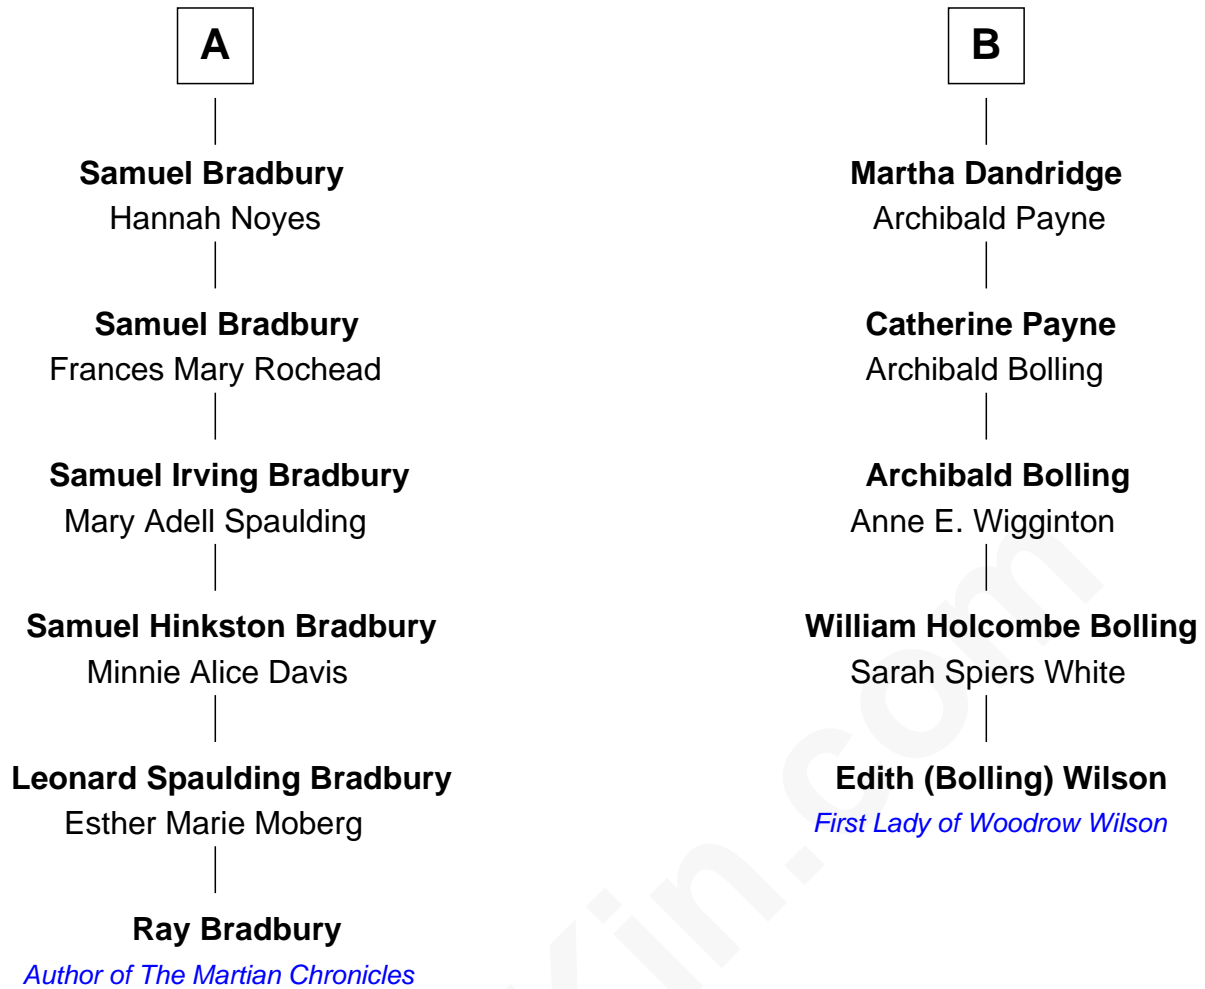 A
Samuel Bradbury
Hannah Noyes
Samuel Bradbury
Frances Mary Rochead
Samuel Irving Bradbury
Mary Adell Spaulding
Samuel Hinkston Bradbury
Minnie Alice Davis
Leonard Spaulding Bradbury
Esther Marie Moberg
Ray Bradbury
Author of The Martian Chronicles
B
Martha Dandridge
Archibald Payne
Catherine Payne
Archibald Bolling
Archibald Bolling
Anne E. Wigginton
William Holcombe Bolling
Sarah Spiers White
Edith (Bolling) Wilson
First Lady of Woodrow Wilson
Kin.com